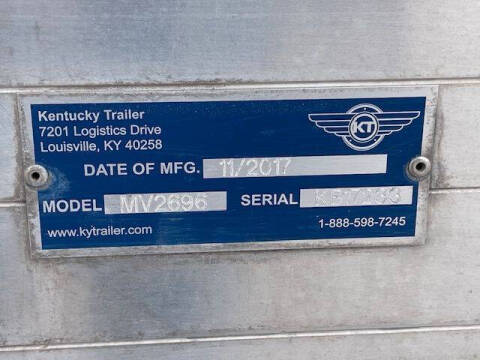 Kentucky Trailer
7201 Logistics Drive
Louisville, KY 40258
KT
DATE OF MFG. 11/2017
MODEL MV2696 SERIAL
www.kytrailer.com 1-888-598-7245